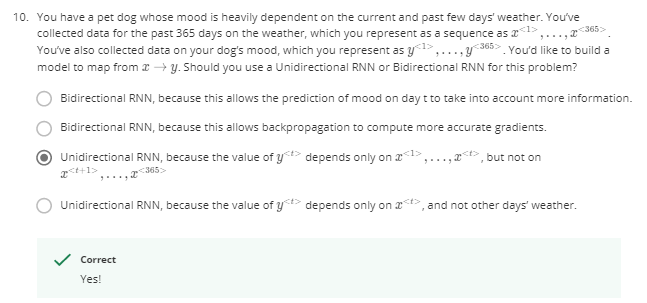 10. You have a pet dog whose mood is heavily dependent on the current and past few days' weather. You've
collected data for the past 365 days on the weather, which you represent as a sequence as x<1>, . . . , x<365>.
You've also collected data on your dog's mood, which you represent as y<1>, . . . , y<365>. You'd like to build a
model to map from x → y. Should you use a Unidirectional RNN or Bidirectional RNN for this problem?
Bidirectional RNN, because this allows the prediction of mood on day t to take into account more information.
Bidirectional RNN, because this allows backpropagation to compute more accurate gradients.
Unidirectional RNN, because the value of y<t> depends only on x<1>, . . . , x<t>, but not on
x<t+1>, . . . , x<365>
Unidirectional RNN, because the value of y<t> depends only on x<t>, and not other days' weather.
Correct
Yes!